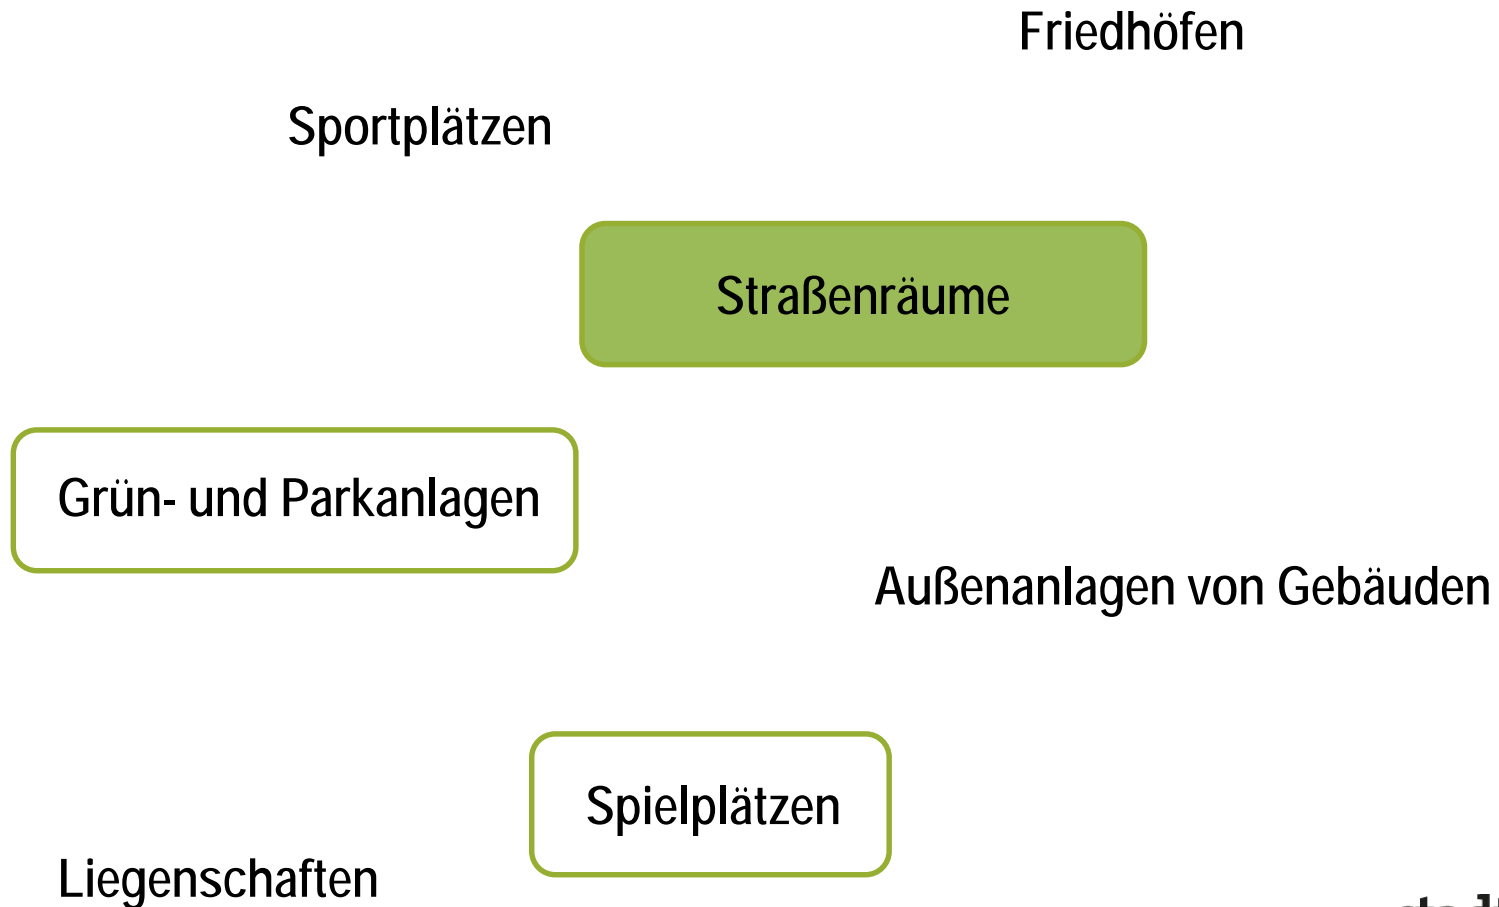 Friedhöfen
Sportplätzen
Straßenräume
Grün- und Parkanlagen
Außenanlagen von Gebäuden
Spielplätzen
Liegenschaften